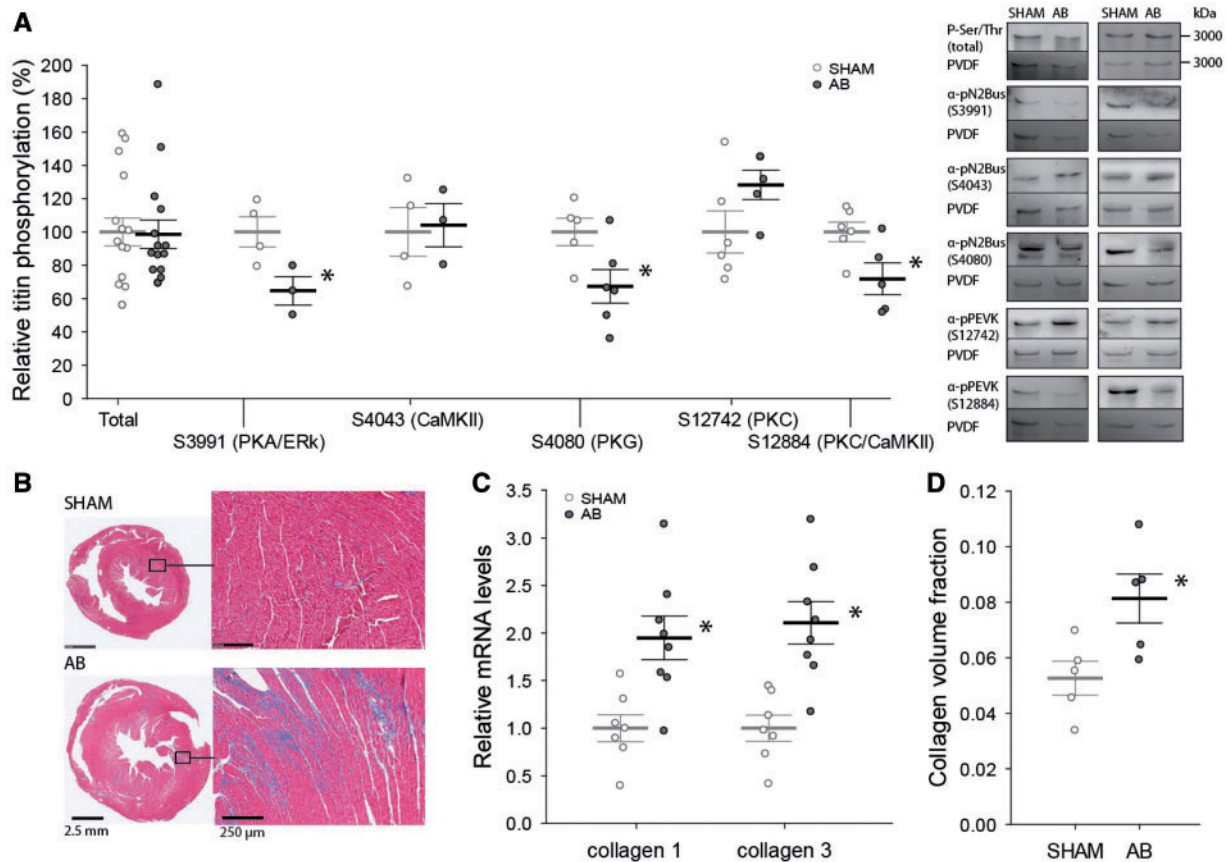 A
Relative titin phosphorylation (%)
200
180
160
140
120
100
80
60
40
20
0
SHAM
AB
*
*
*
Total
S3991 (PKA/ERk)
S4043 (CaMKII)
S4080 (PKG)
S12742 (PKC)
S12884 (PKC/CaMKII)
SHAM AB SHAM AB kDa
P-Ser/Thr
(total)
3000
PVDF
3000
α-pN2Bus
(S3991)
PVDF
α-pN2Bus
(S4043)
PVDF
α-pN2Bus
(S4080)
PVDF
α-pPEVK
(S12742)
PVDF
α-pPEVK
(S12884)
PVDF
B
SHAM
AB
2.5 mm
250 µm
C
Relative mRNA levels
3.5
3.0
2.5
2.0
1.5
1.0
0.5
0.0
SHAM
AB
*
*
collagen 1
collagen 3
D
Collagen volume fraction
0.12
0.10
0.08
0.06
0.04
0.02
0.00
*
SHAM
AB